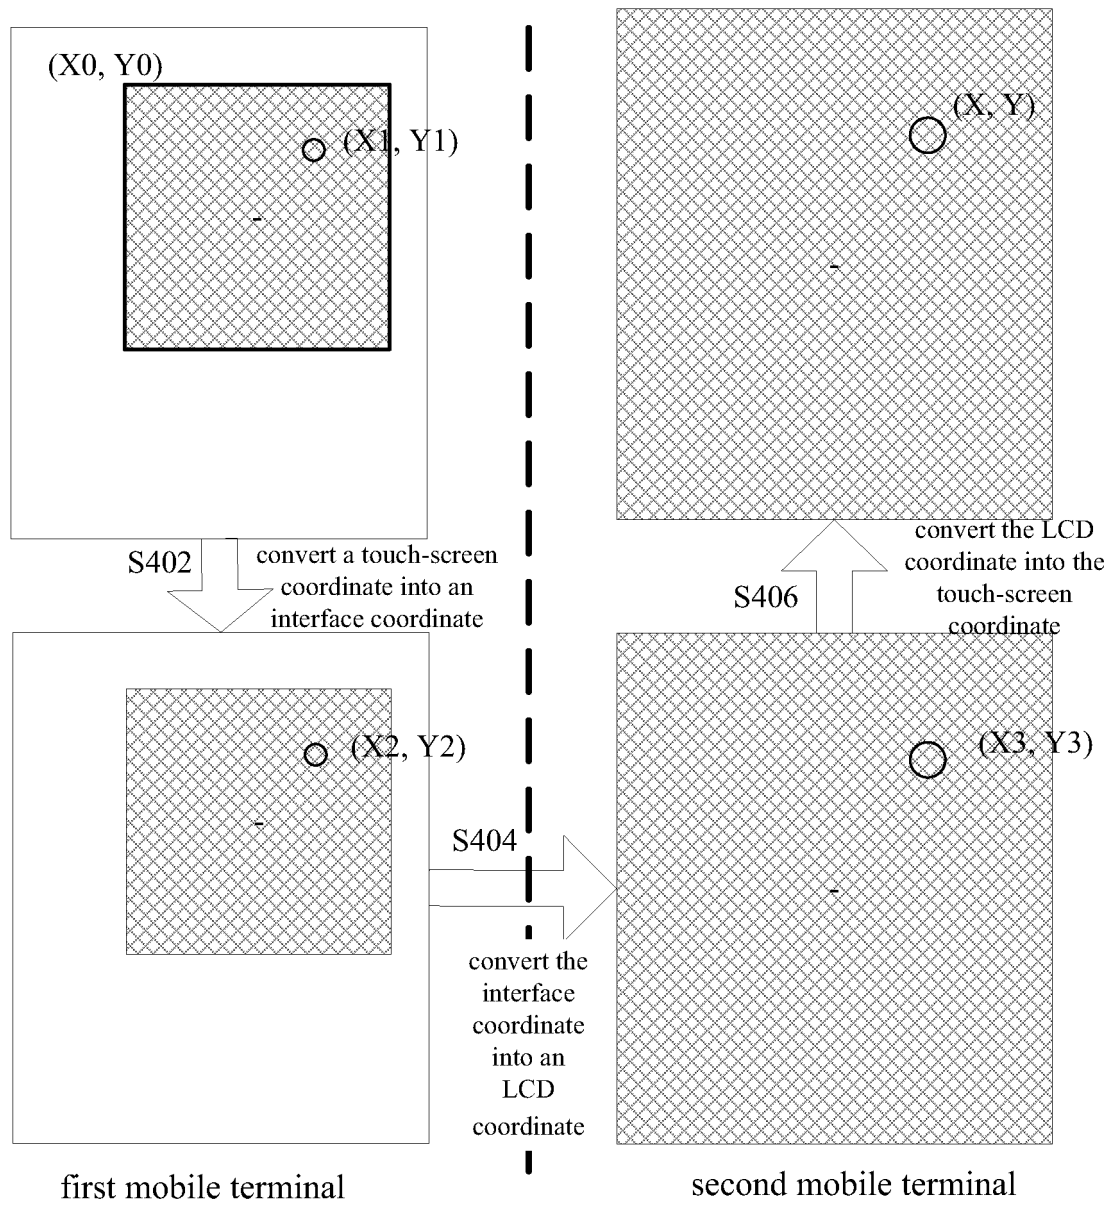 (X0, Y0)
(X1, Y1)
(X, Y)
S402
convert a touch-screen
coordinate into an
interface coordinate
convert the LCD
coordinate into the
touch-screen
coordinate
S406
(X2, Y2)
(X3, Y3)
S404
convert the
interface
coordinate
into an
LCD
coordinate
first mobile terminal
second mobile terminal